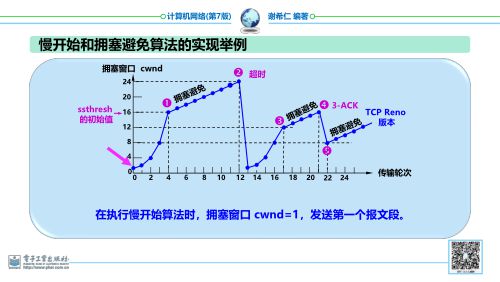 计算机网络(第7版)
谢希仁 编著
慢开始和拥塞避免算法的实现举例
拥塞窗口 cwnd
24
20
16
12
8
4
0
ssthresh
的初始值
❶
拥塞避免
❷ 超时
❸
拥塞避免
❹ 3-ACK
TCP Reno
版本
拥塞避免
❺
0 2 4 6 8 10 12 14 16 18 20 22 24
传输轮次
在执行慢开始算法时，拥塞窗口 cwnd=1，发送第一个报文段。
电子工业出版社
http://www.phei.com.cn